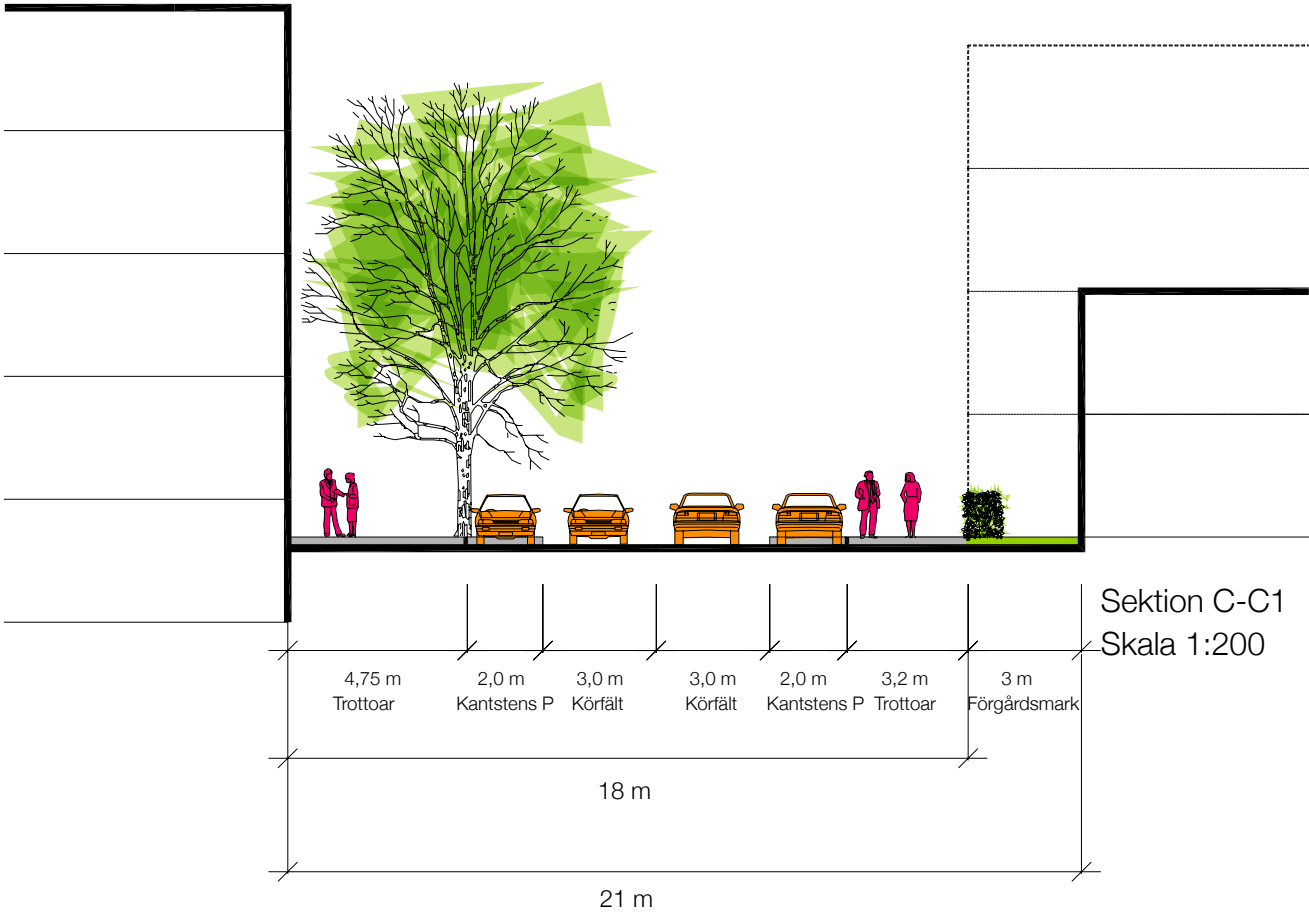 Sektion C-C1
Skala 1:200
4,75 m
Trottoar
2,0 m
Kantstens P
3,0 m
Körfält
3,0 m
Körfält
2,0 m
Kantstens P
3,2 m
Trottoar
3 m
Förgårdsmark
18 m
21 m